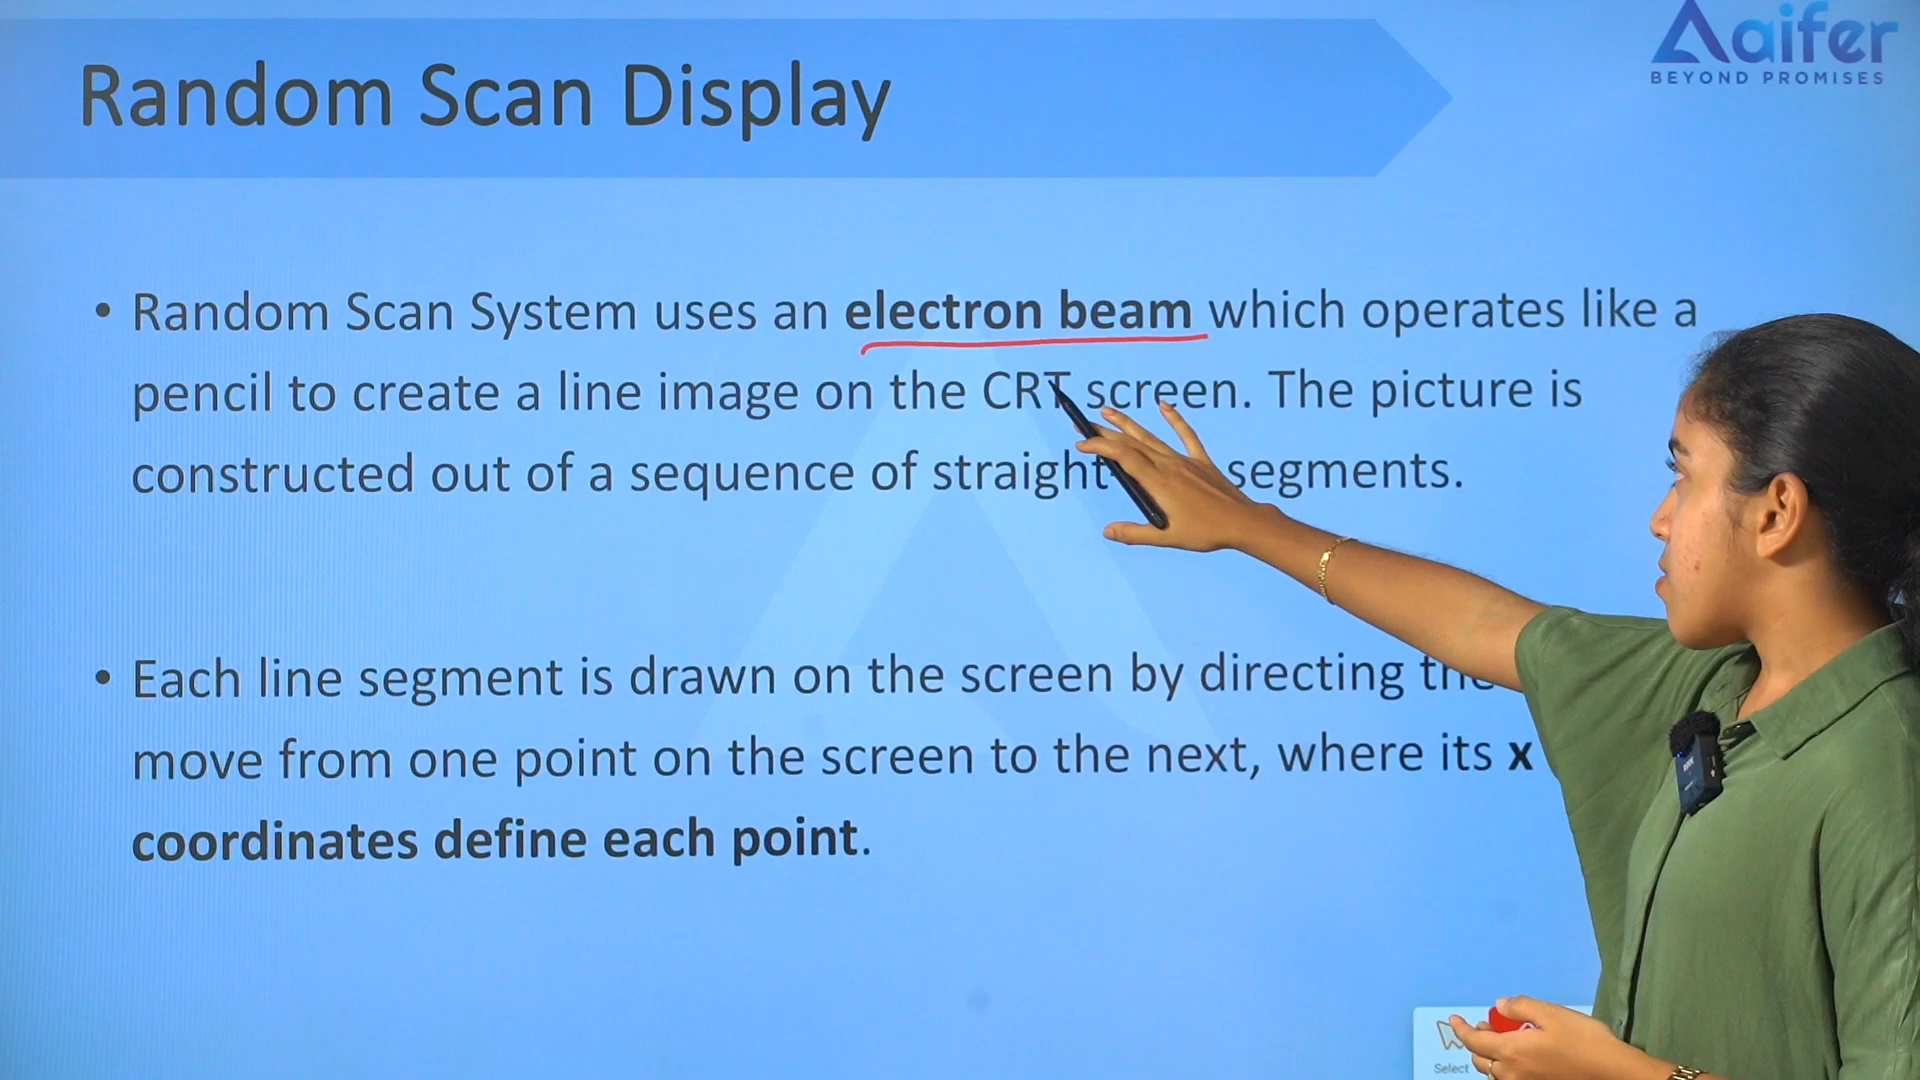 Random Scan Display
aifer
BEYOND PROMISES
• Random Scan System uses an electron beam which operates like a
pencil to create a line image on the CRT screen. The picture is
constructed out of a sequence of straight segments.
• Each line segment is drawn on the screen by directing the
move from one point on the screen to the next, where its x
coordinates define each point.
Select